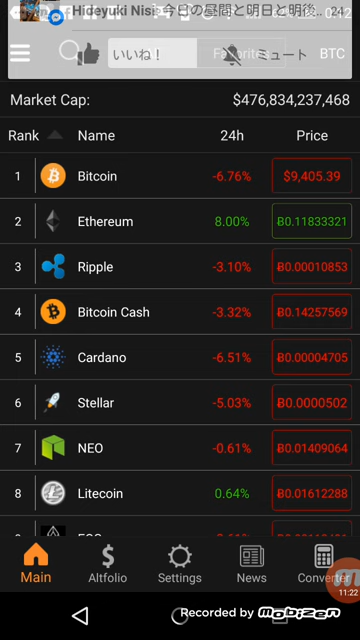 Hideyuki Nisi: 今日の昼間と明日と明後..
いいね！ Favorites ミュート BTC
Market Cap: $476,834,237,468
Rank Name 24h Price
1 Bitcoin -6.76% $9,405.39
2 Ethereum 8.00% Ƀ0.11833321
3 Ripple -3.10% Ƀ0.00010853
4 Bitcoin Cash -3.32% Ƀ0.14257569
5 Cardano -6.51% Ƀ0.00004705
6 Stellar -5.03% Ƀ0.0000502
7 NEO -0.61% Ƀ0.01409064
8 Litecoin 0.64% Ƀ0.01612288
Main Altfolio Settings News Converter
11:22
Recorded by mobizen